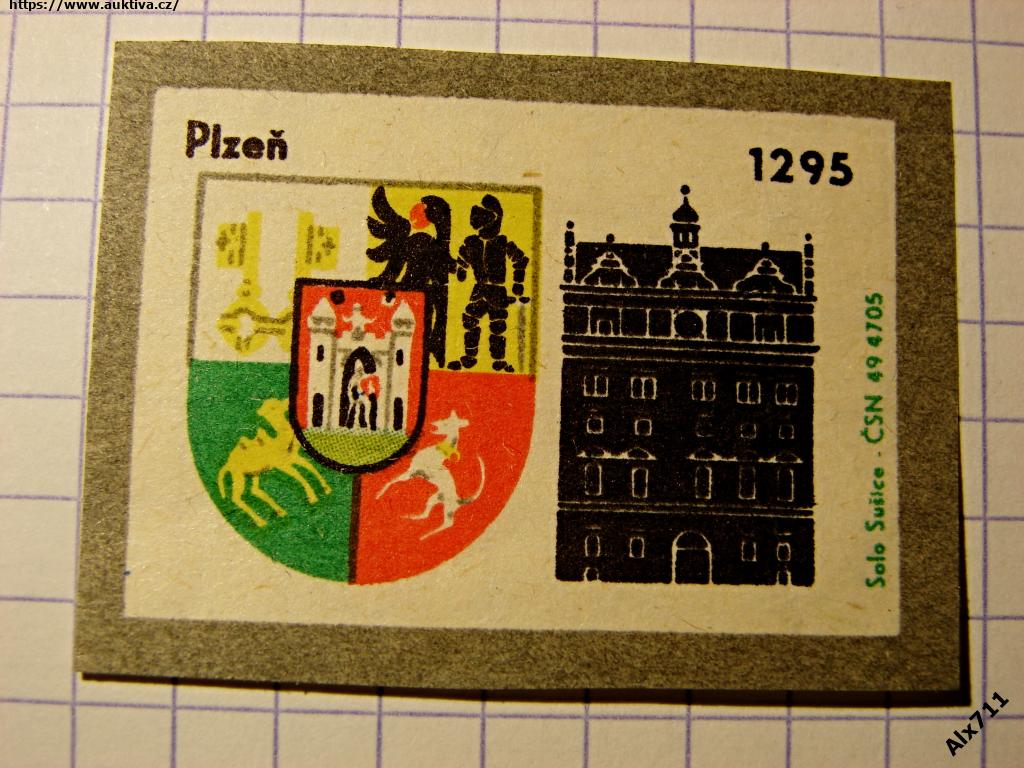 https://www.auktiva.cz/
Plzeň
1295
Solo Sušice - ČSN 49 4705
Alx711